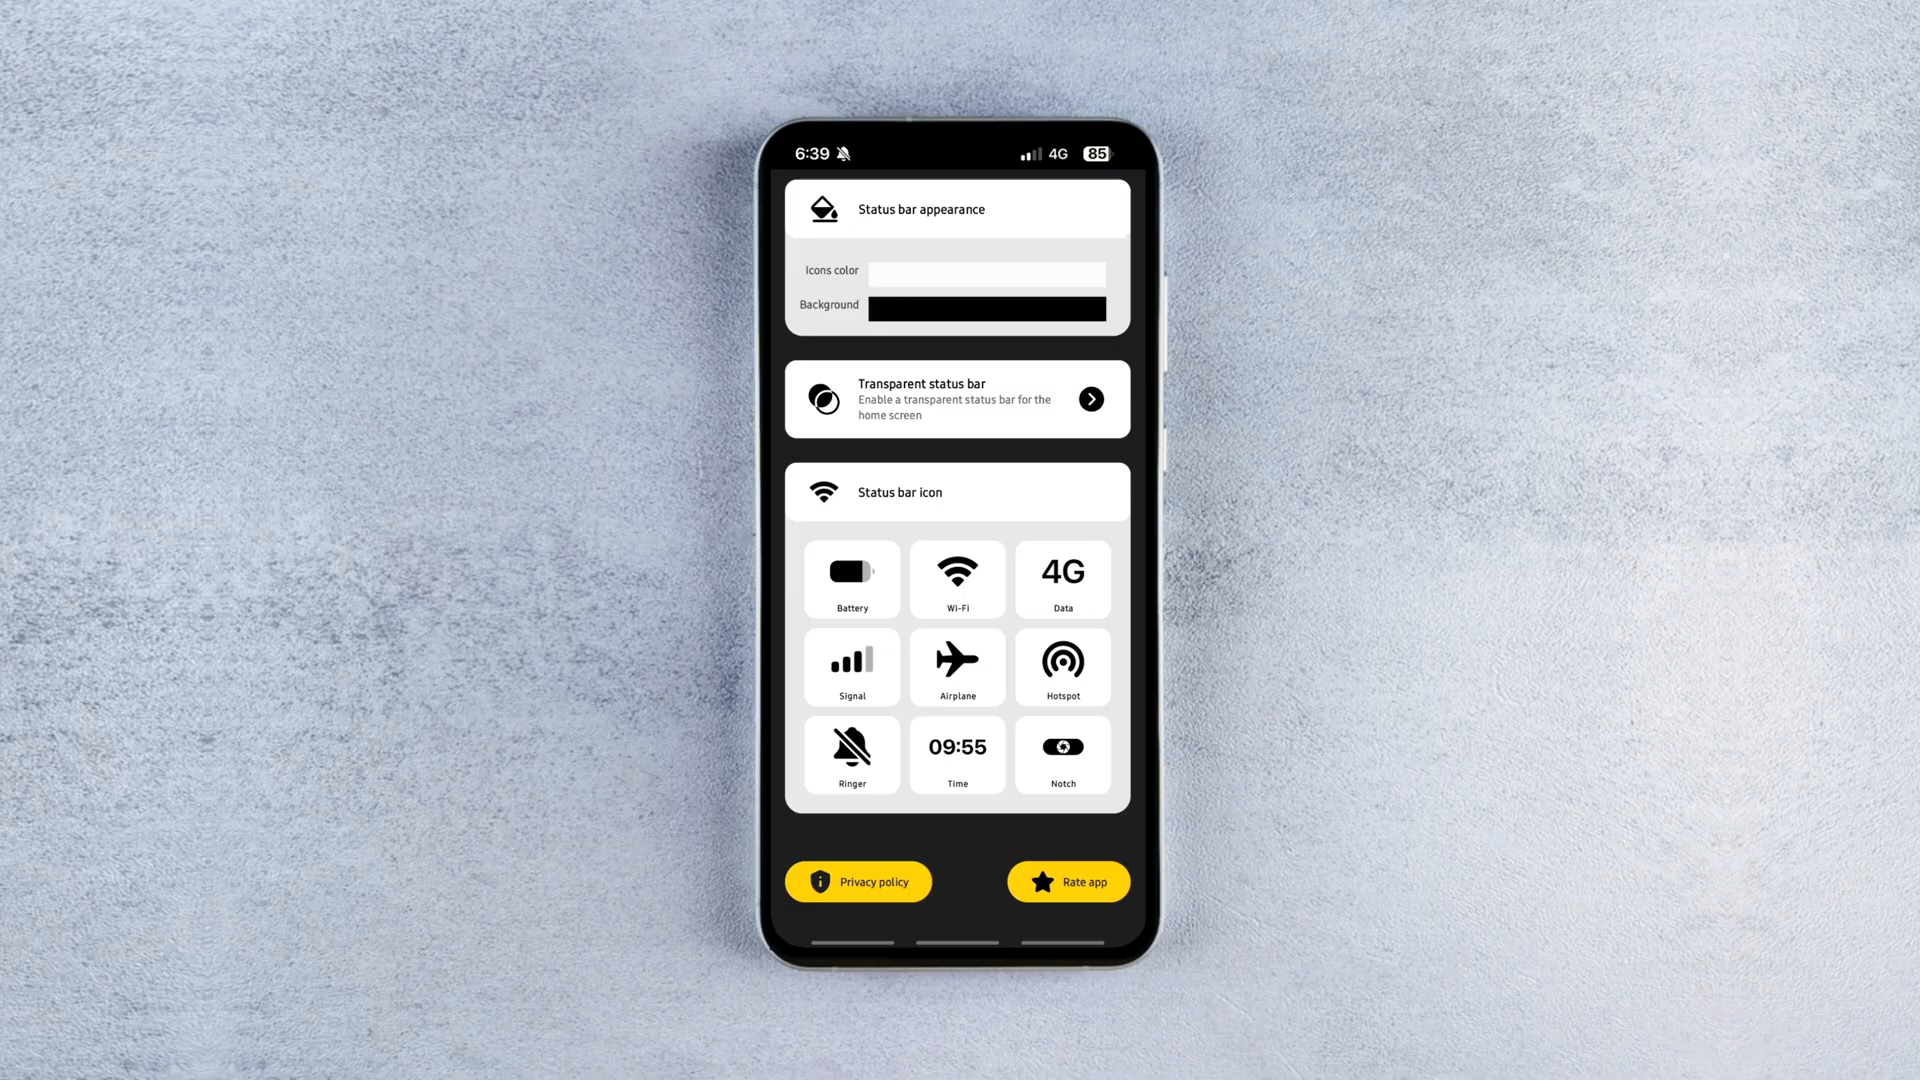 6:39 4G 85
Status bar appearance
Icons color
Background
Transparent status bar
Enable a transparent status bar for the
home screen
Status bar icon
4G
Battery Wi-Fi Data
Signal Airplane Hotspot
09:55
Ringer Time Notch
Privacy policy Rate app